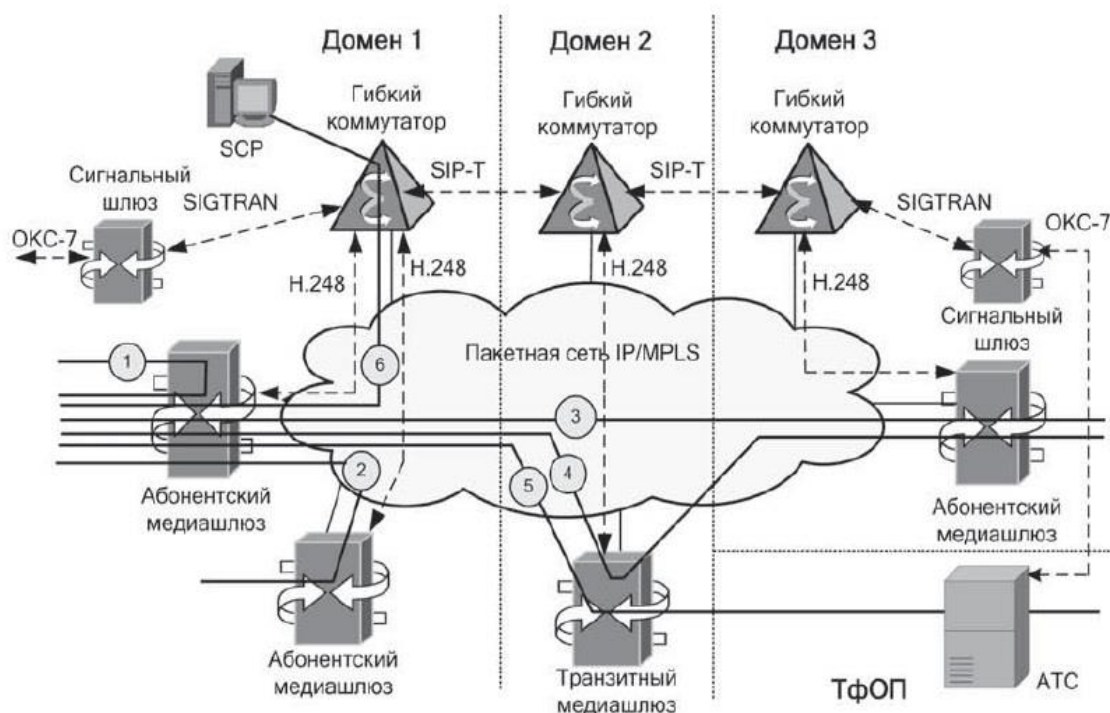 Домен 1
Домен 2
Домен 3
Гибкий
коммутатор
Гибкий
коммутатор
Гибкий
коммутатор
SCP
Сигнальный
шлюз
SIGTRAN
SIP-T
SIP-T
SIGTRAN
ОКС-7
ОКС-7
H.248
H.248
H.248
H.248
Сигнальный
шлюз
Пакетная сеть IP/MPLS
1
6
3
2
4
5
Абонентский
медиашлюз
Абонентский
медиашлюз
Абонентский
медиашлюз
Транзитный
медиашлюз
ТфОП
АТС